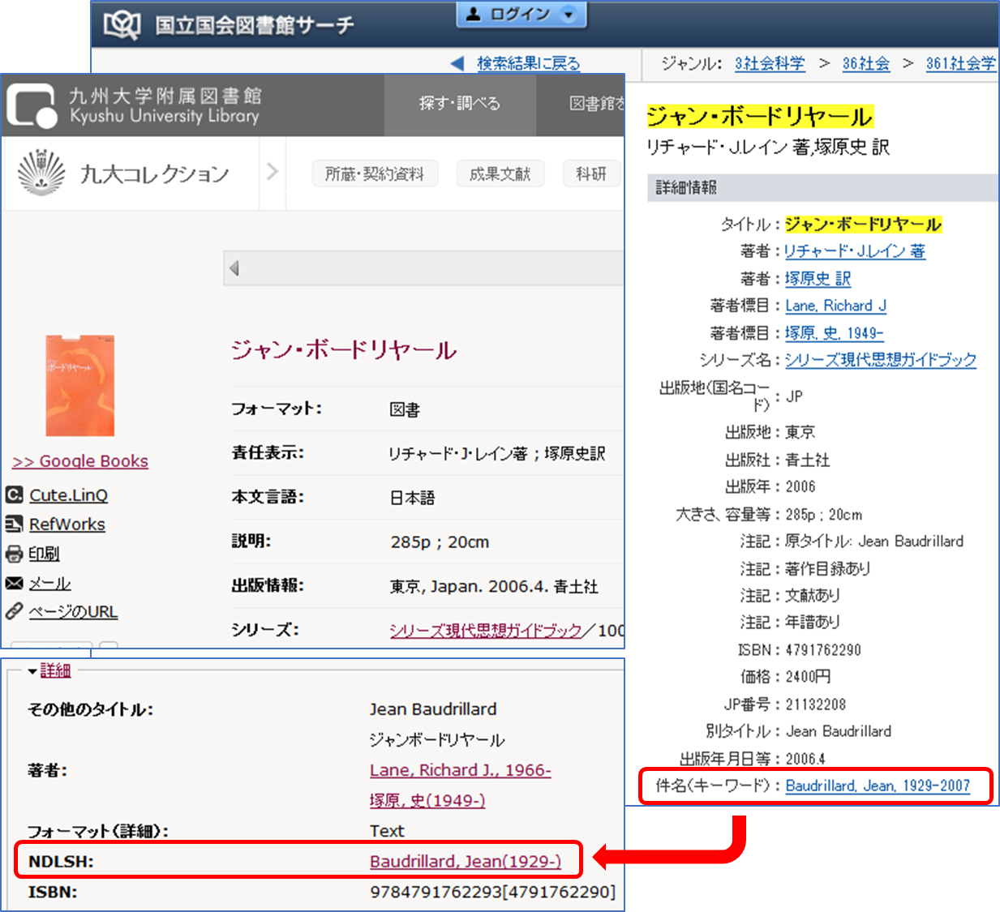 国立国会図書館サーチ
ログイン
検索結果に戻る
ジャンル: 3社会科学 > 36社会 > 361社会学
ジャン・ボードリヤール
リチャード・J.レイン 著,塚原史 訳
詳細情報
タイトル: ジャン・ボードリヤール
著者: リチャード・J.レイン 著
著者: 塚原史 訳
著者標目: Lane, Richard J
著者標目: 塚原, 史, 1949-
シリーズ名: シリーズ現代思想ガイドブック
出版地(国名コード): JP
出版地: 東京
出版社: 青土社
出版年: 2006
大きさ、容量等: 285p ; 20cm
注記: 原タイトル: Jean Baudrillard
注記: 著作目録あり
注記: 文献あり
注記: 年譜あり
ISBN: 4791762290
価格: 2400円
JP番号: 21132208
別タイトル: Jean Baudrillard
出版年月日等: 2006.4
件名(キーワード): Baudrillard, Jean, 1929-2007
九州大学附属図書館
Kyushu University Library
探す・調べる
図書館を
九大コレクション
所蔵・契約資料
成果文献
科研
ボードリヤール
>> Google Books
Cute.LinQ
RefWorks
印刷
メール
ページのURL
ジャン・ボードリヤール
フォーマット: 図書
責任表示: リチャード・J・レイン著 ; 塚原史訳
本文言語: 日本語
説明: 285p ; 20cm
出版情報: 東京, Japan. 2006.4. 青土社
シリーズ: シリーズ現代思想ガイドブック／100
詳細
その他のタイトル: Jean Baudrillard
ジャンボードリヤール
著者: Lane, Richard J., 1966-
塚原, 史(1949-)
フォーマット(詳細): Text
NDLSH: Baudrillard, Jean(1929-)
ISBN: 9784791762293[4791762290]